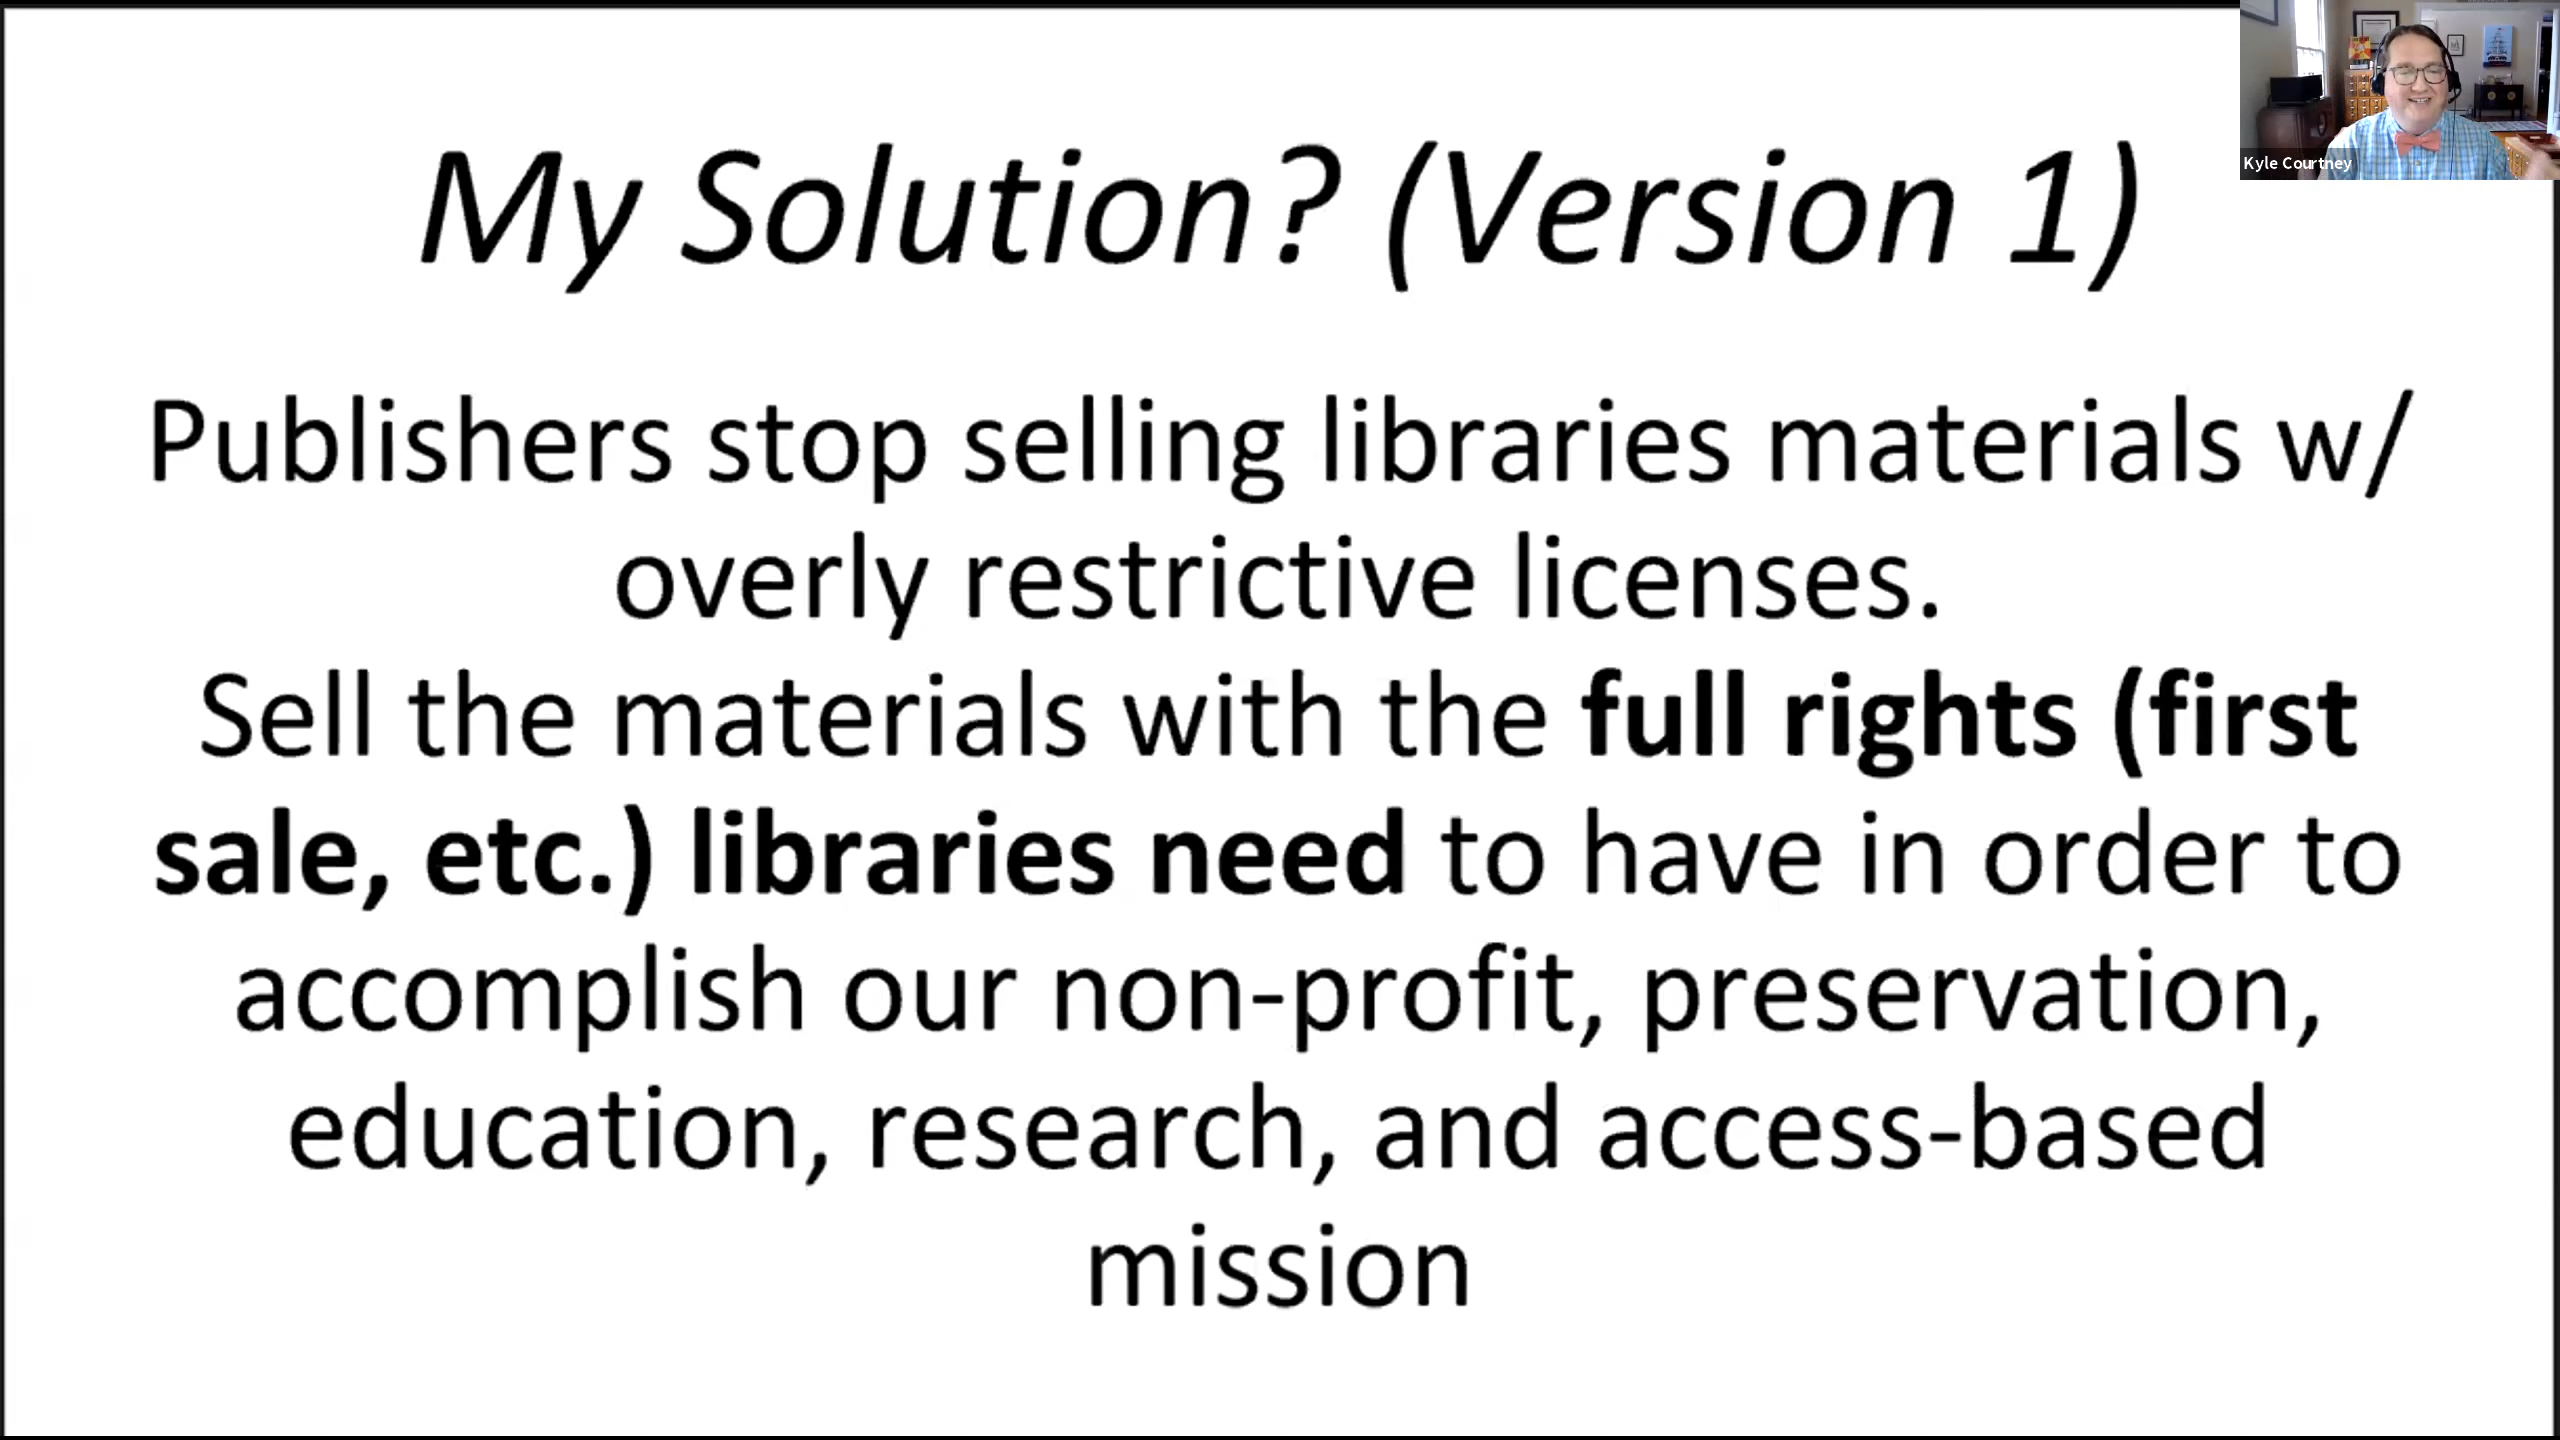 My Solution? (Version 1)
Publishers stop selling libraries materials w/
overly restrictive licenses.
Sell the materials with the full rights (first
sale, etc.) libraries need to have in order to
accomplish our non-profit, preservation,
education, research, and access-based
mission
Kyle Courtney